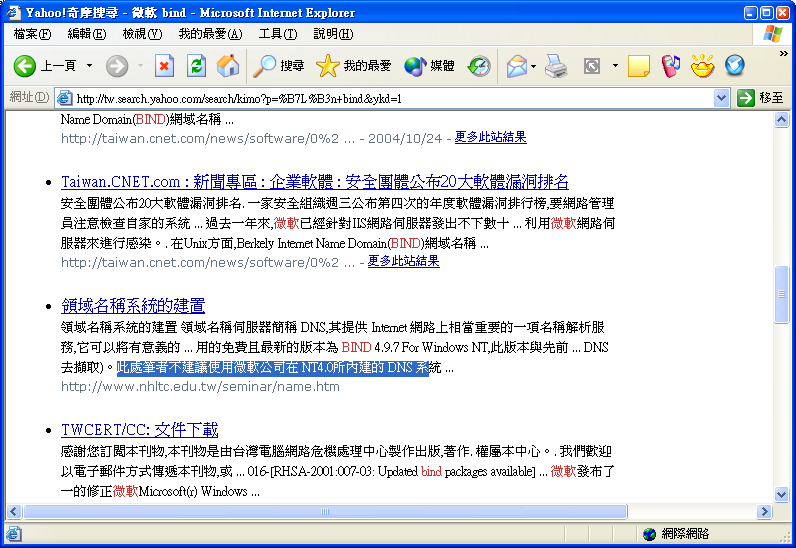 Yahoo!奇摩搜尋 - 微軟 bind - Microsoft Internet Explorer
檔案(F) 編輯(E) 檢視(V) 我的最愛(A) 工具(T) 說明(H)
上一頁 搜尋 我的最愛 媒體
網址(D) http://tw.search.yahoo.com/search/kimo?p=%B7L%B3n+bind&ykd=1 移至
Name Domain(BIND)網域名稱 ...
http://taiwan.cnet.com/news/software/0%2 ... - 2004/10/24 - 更多此站結果
Taiwan.CNET.com : 新聞專區 : 企業軟體 : 安全團體公布20大軟體漏洞排名
安全團體公布20大軟體漏洞排名. 一家安全組織週三公布第四次的年度軟體漏洞排行榜,要網路管理
員注意檢查自家的系統 ... 過去一年來,微軟已經針對IIS網路伺服器發出不下數十 ... 利用微軟網路伺
服器來進行感染。. 在Unix方面,Berkely Internet Name Domain(BIND)網域名稱 ...
http://taiwan.cnet.com/news/software/0%2 ... - 更多此站結果
領域名稱系統的建置
領域名稱系統的建置 領域名稱伺服器簡稱 DNS,其提供 Internet 網路上相當重要的一項名稱解析服
務,它可以將有意義的 ... 用的免費且最新的版本為 BIND 4.9.7 For Windows NT,此版本與先前 ... DNS
去擷取)。此處筆者不建議使用微軟公司在 NT4.0所內建的 DNS 系統 ...
http://www.nhltc.edu.tw/seminar/name.htm
TWCERT/CC: 文件下載
感謝您訂閱本刊物,本刊物是由台灣電腦網路危機處理中心製作出版,著作. 權屬本中心。. 我們歡迎
以電子郵件方式傳遞本刊物,或 ... 016-[RHSA-2001:007-03: Updated bind packages available] ... 微軟發布了
一的修正微軟Microsoft(r) Windows ...
網際網路